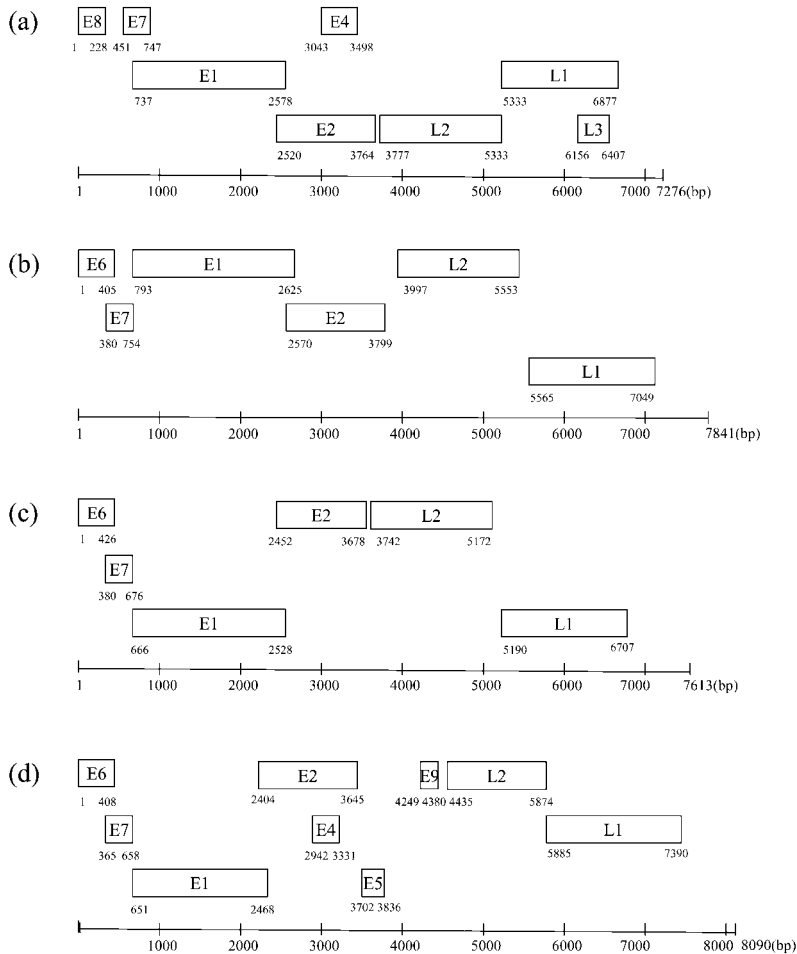 (a) E8 E7 E4
1 228 451 747 3043 3498
E1 L1
737 2578 5333 6877
E2 L2 L3
2520 3764 3777 5333 6156 6407
1 1000 2000 3000 4000 5000 6000 7000 7276(bp)
(b) E6 E1 L2
1 405 793 2625 3997 5553
E7 E2
380 754 2570 3799
L1
5565 7049
1 1000 2000 3000 4000 5000 6000 7000 7841(bp)
(c) E6 E2 L2
1 426 2452 3678 3742 5172
E7
380 676
E1 L1
666 2528 5190 6707
1 1000 2000 3000 4000 5000 6000 7000 7613(bp)
(d) E6 E2 E9 L2
1 408 2404 3645 4249 4380 4435 5874
E7 E4 L1
365 658 2942 3331 5885 7390
E1 E5
651 2468 3702 3836
1000 2000 3000 4000 5000 6000 7000 8000 8090(bp)